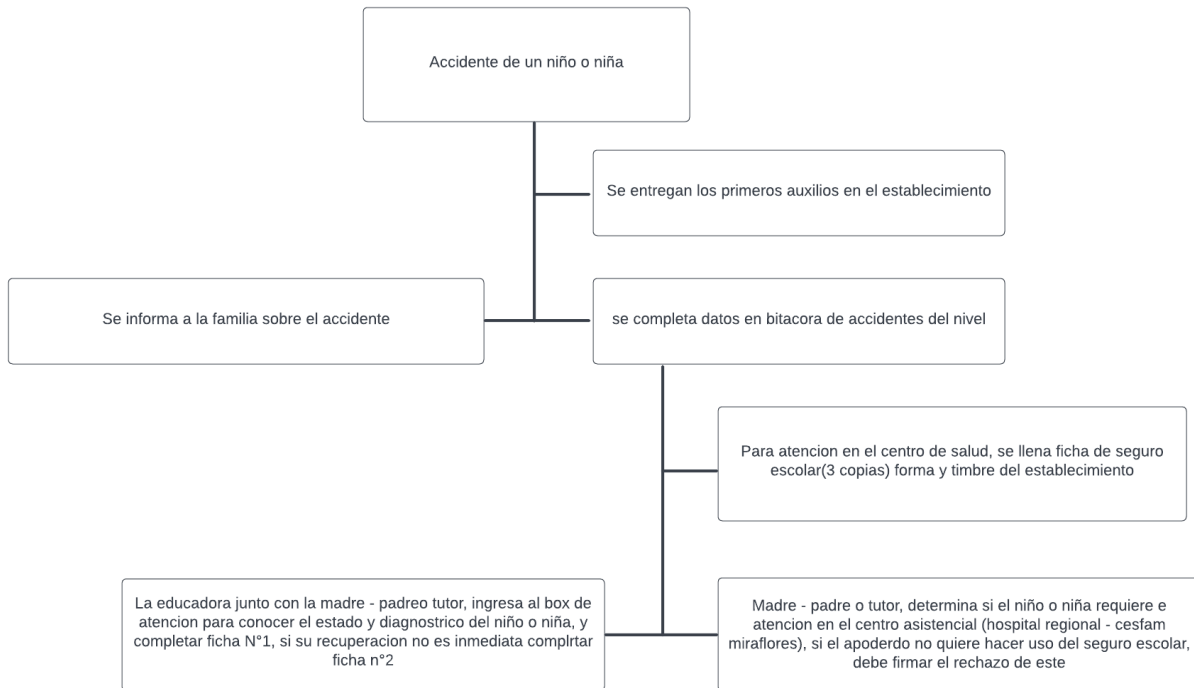 Accidente de un niño o niña
Se entregan los primeros auxilios en el establecimiento
Se informa a la familia sobre el accidente
se completa datos en bitacora de accidentes del nivel
Para atencion en el centro de salud, se llena ficha de seguro
escolar(3 copias) forma y timbre del establecimiento
La educadora junto con la madre - padreo tutor, ingresa al box de
atencion para conocer el estado y diagnostrico del niño o niña, y
completar ficha N°1, si su recuperacion no es inmediata complrtar
ficha n°2
Madre - padre o tutor, determina si el niño o niña requiere e
atencion en el centro asistencial (hospital regional - cesfam
miraflores), si el apoderdo no quiere hacer uso del seguro escolar,
debe firmar el rechazo de este